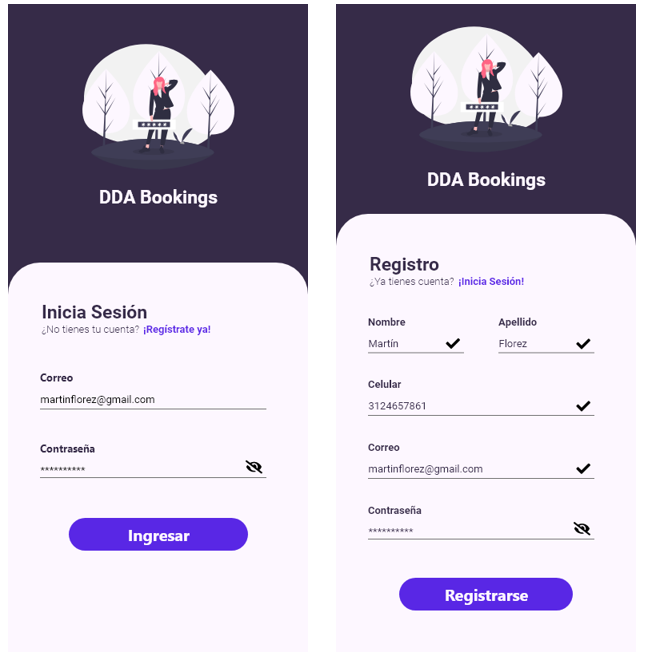 DDA Bookings
Inicia Sesión
¿No tienes tu cuenta? ¡Regístrate ya!
Correo
martinflorez@gmail.com
Contraseña
**********
Ingresar
DDA Bookings
Registro
¿Ya tienes cuenta? ¡Inicia Sesión!
Nombre Apellido
Martín Florez
Celular
3124657861
Correo
martinflorez@gmail.com
Contraseña
**********
Registrarse